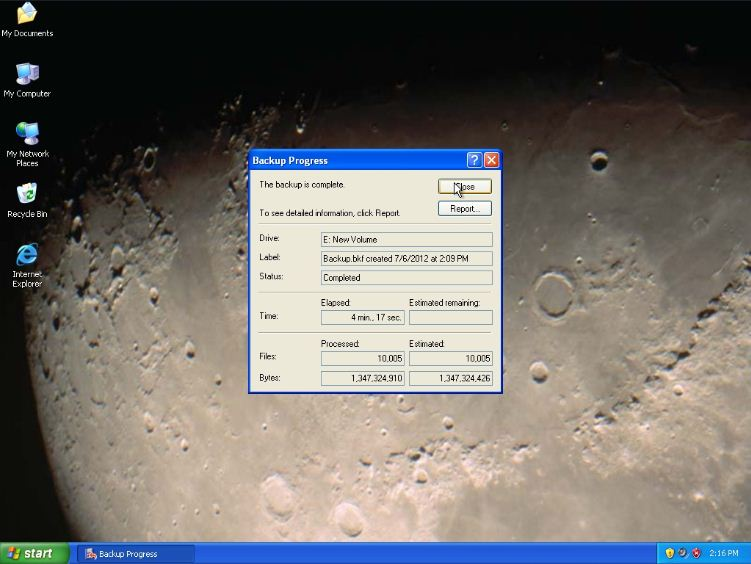 My Documents
My Computer
My Network
Places
Recycle Bin
Internet
Explorer
Backup Progress
The backup is complete.
Close
To see detailed information, click Report.
Report...
Drive:
E: New Volume
Label:
Backup.bkf created 7/6/2012 at 2:09 PM
Status:
Completed
Elapsed:
Estimated remaining:
Time:
4 min., 17 sec.
Processed:
Estimated:
Files:
10,005
10,005
Bytes:
1,347,324,910
1,347,324,426
start
Backup Progress
2:16 PM